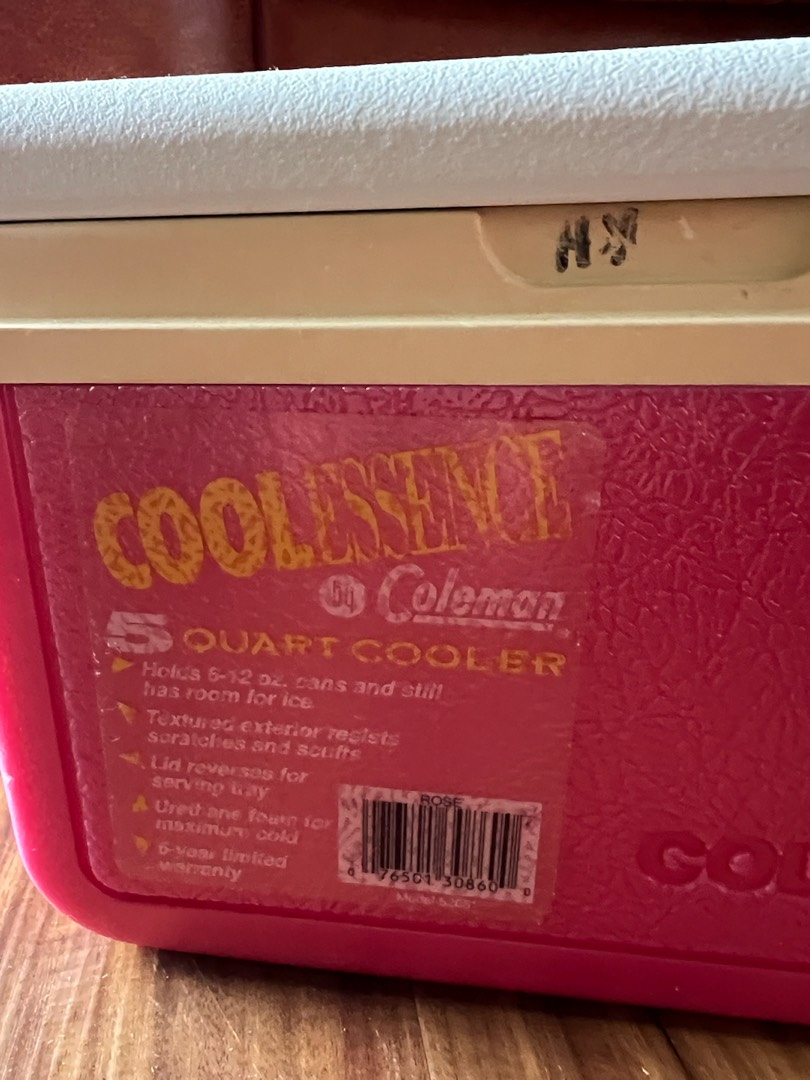 COOLESSENCE
by Coleman
5 QUART COOLER
Holds 6-12 oz. cans and still
has room for ice
Textured exterior resists
scratches and scuffs
Lid reverses for
serving tray
Urethane foam for
maximum cold
6-year limited
warranty
ROSE
0 76501 30860 0
COL